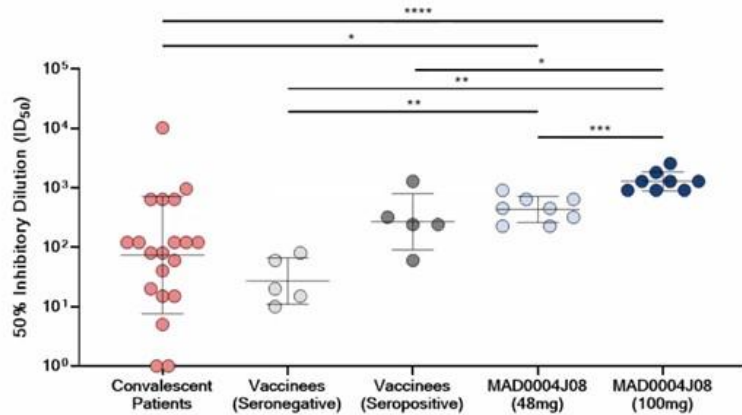 ****
*
*
**
**
***
50% Inhibitory Dilution (ID50)
10⁵
10⁴
10³
10²
10¹
10⁰
Convalescent
Patients
Vaccinees
(Seronegative)
Vaccinees
(Seropositive)
MAD0004J08
(48mg)
MAD0004J08
(100mg)